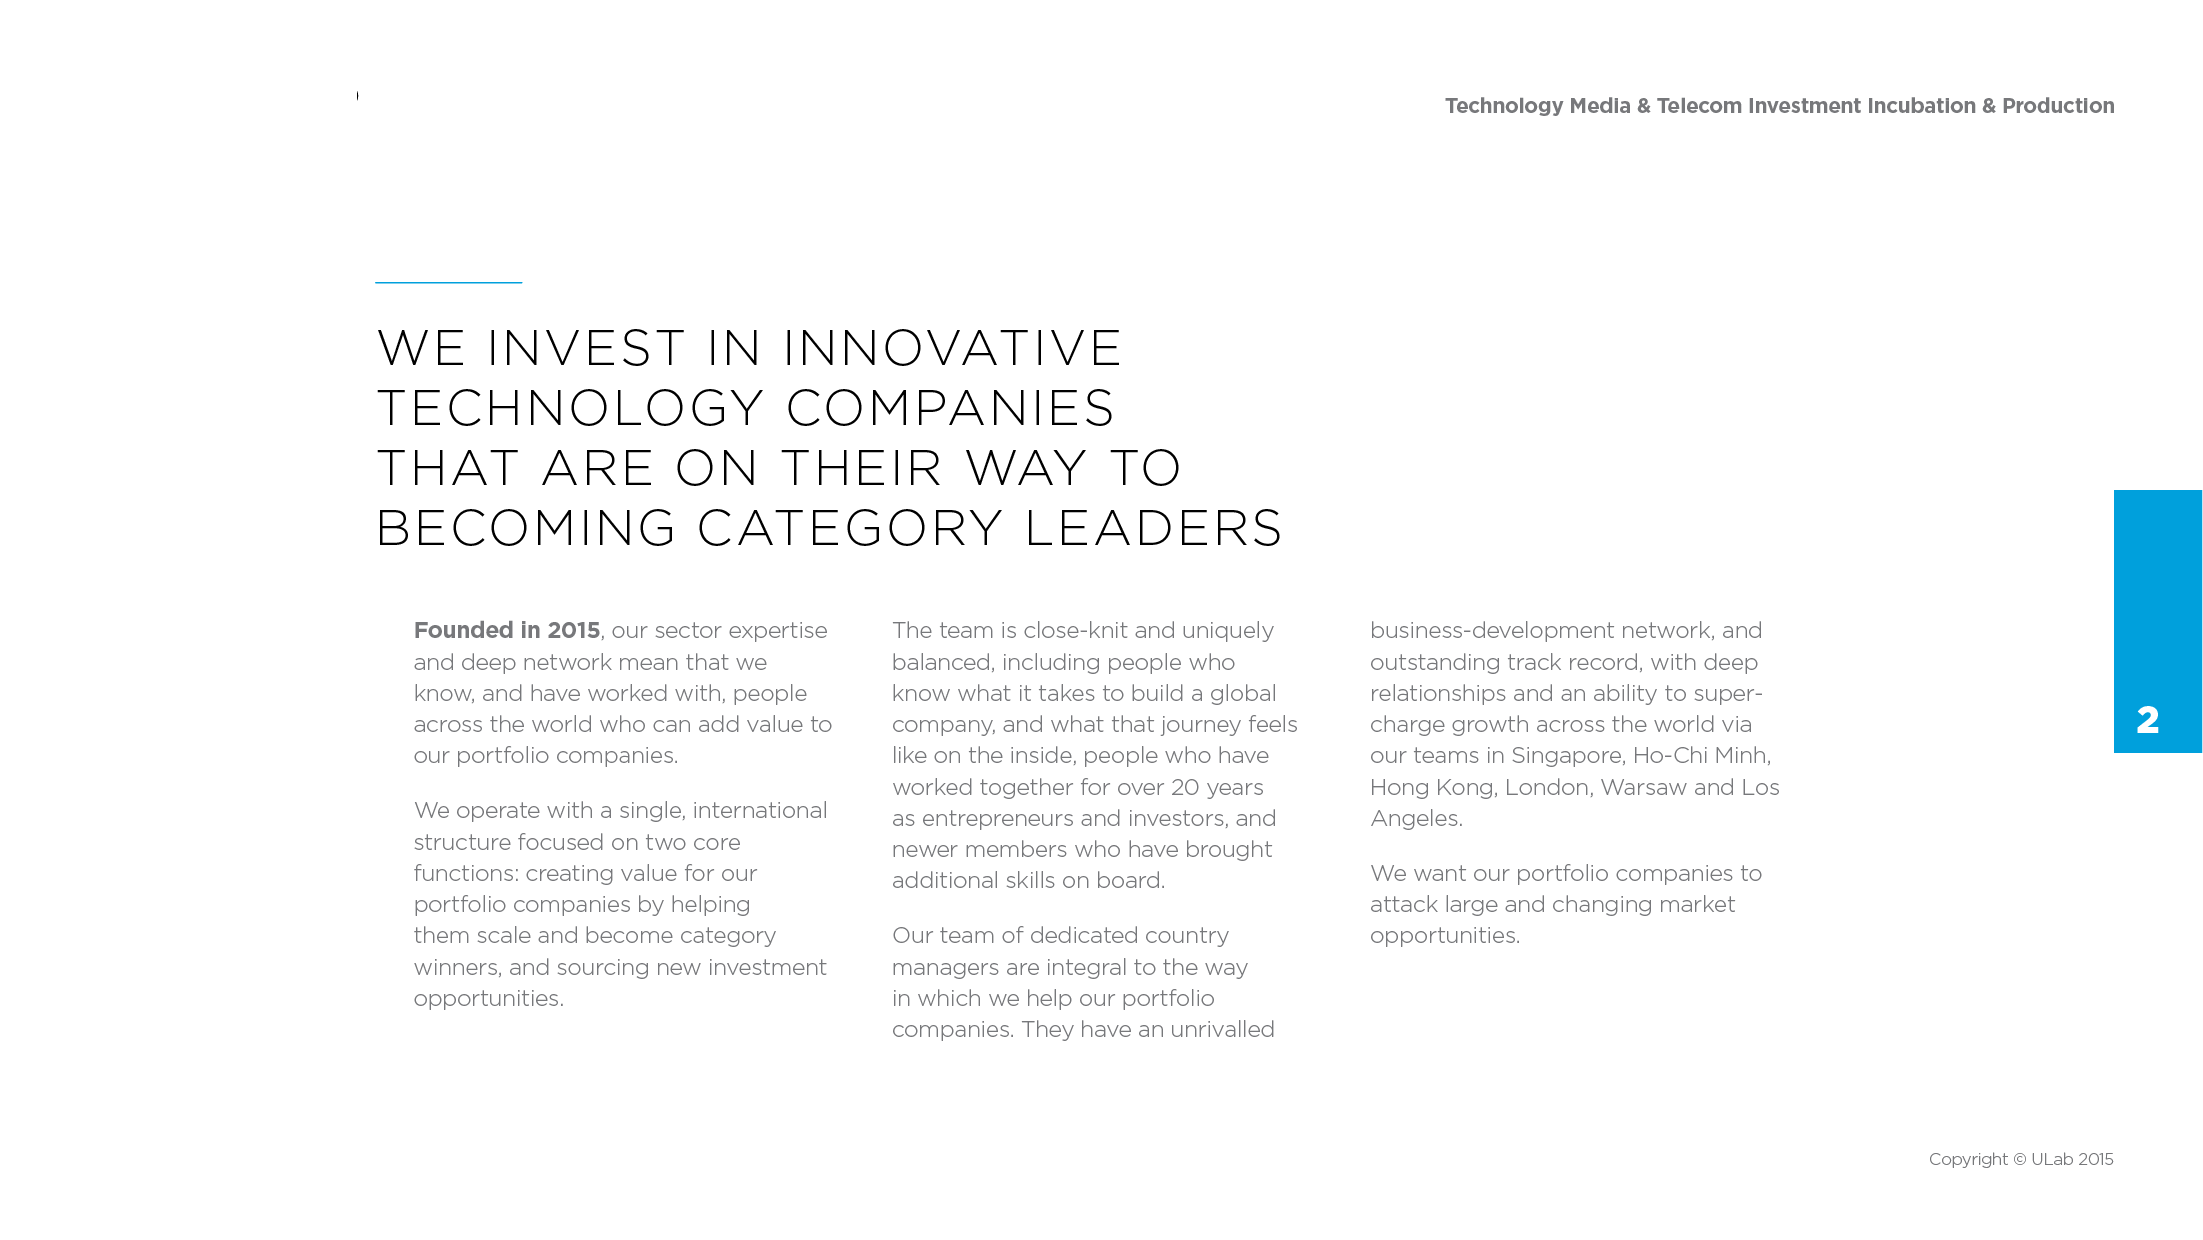 Technology Media & Telecom Investment Incubation & Production
WE INVEST IN INNOVATIVE
TECHNOLOGY COMPANIES
THAT ARE ON THEIR WAY TO
BECOMING CATEGORY LEADERS
Founded in 2015, our sector expertise
and deep network mean that we
know, and have worked with, people
across the world who can add value to
our portfolio companies.
We operate with a single, international
structure focused on two core
functions: creating value for our
portfolio companies by helping
them scale and become category
winners, and sourcing new investment
opportunities.
The team is close-knit and uniquely
balanced, including people who
know what it takes to build a global
company, and what that journey feels
like on the inside, people who have
worked together for over 20 years
as entrepreneurs and investors, and
newer members who have brought
additional skills on board.
Our team of dedicated country
managers are integral to the way
in which we help our portfolio
companies. They have an unrivalled
business-development network, and
outstanding track record, with deep
relationships and an ability to super-
charge growth across the world via
our teams in Singapore, Ho-Chi Minh,
Hong Kong, London, Warsaw and Los
Angeles.
We want our portfolio companies to
attack large and changing market
opportunities.
2
Copyright © ULab 2015